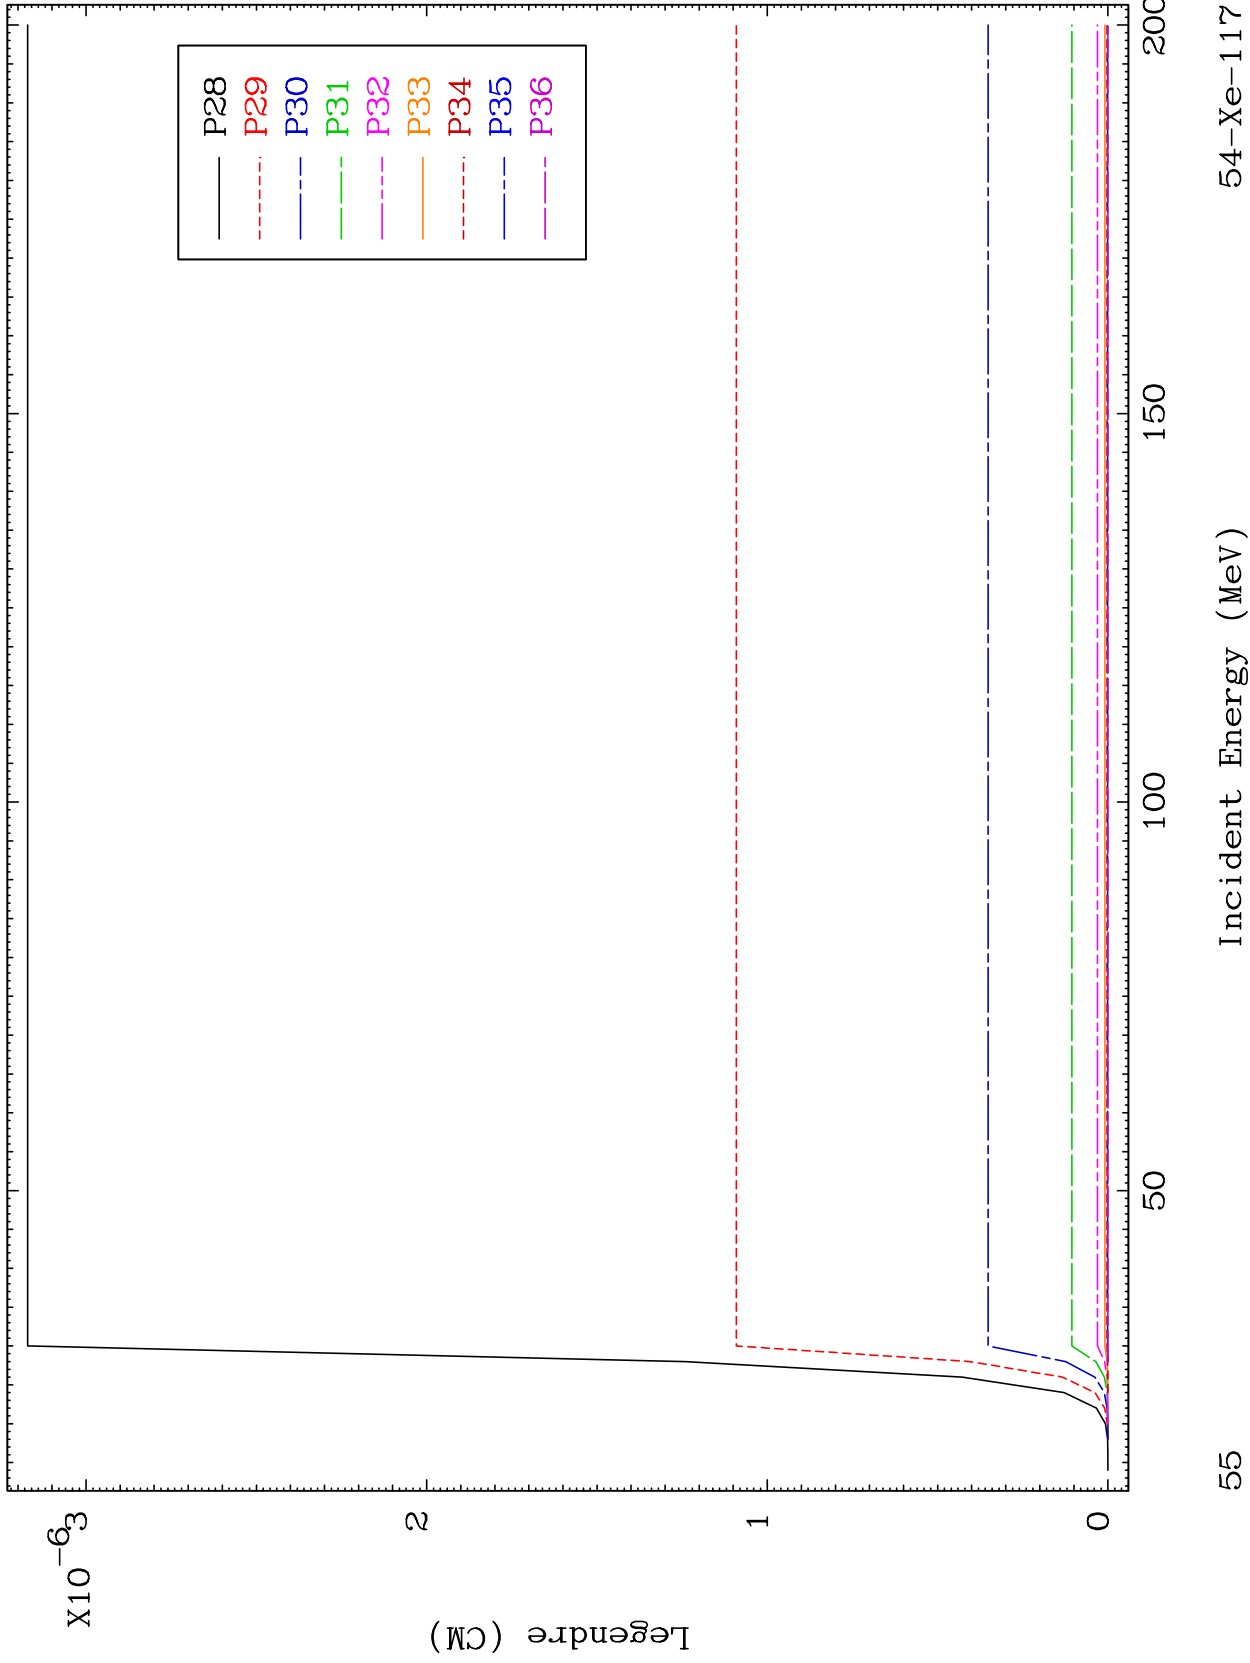 X10-6
3
2
1
0
Legendre (CM)
P28
P29
P30
P31
P32
P33
P34
P35
P36
50
100
150
200
Incident Energy (MeV)
55
54-Xe-117